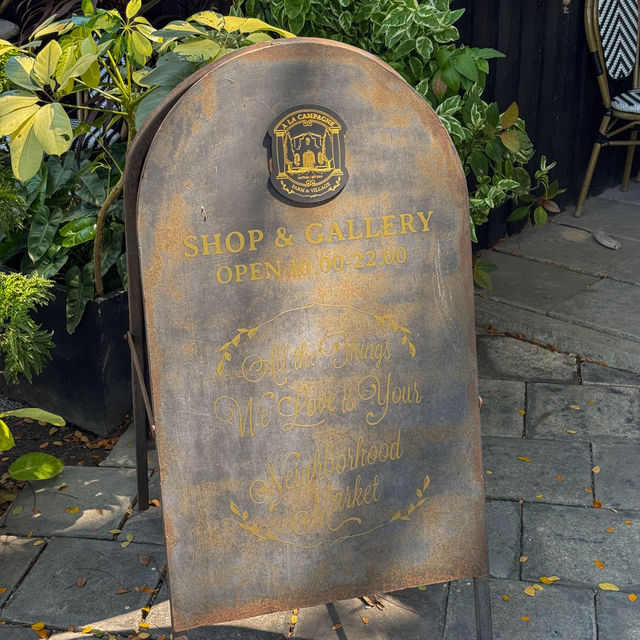 À LA CAMPAGNE
FARM & VILLAGE
SHOP & GALLERY
OPEN 10.00-22.00
All the Things
We Love is Your
Neighborhood
Market